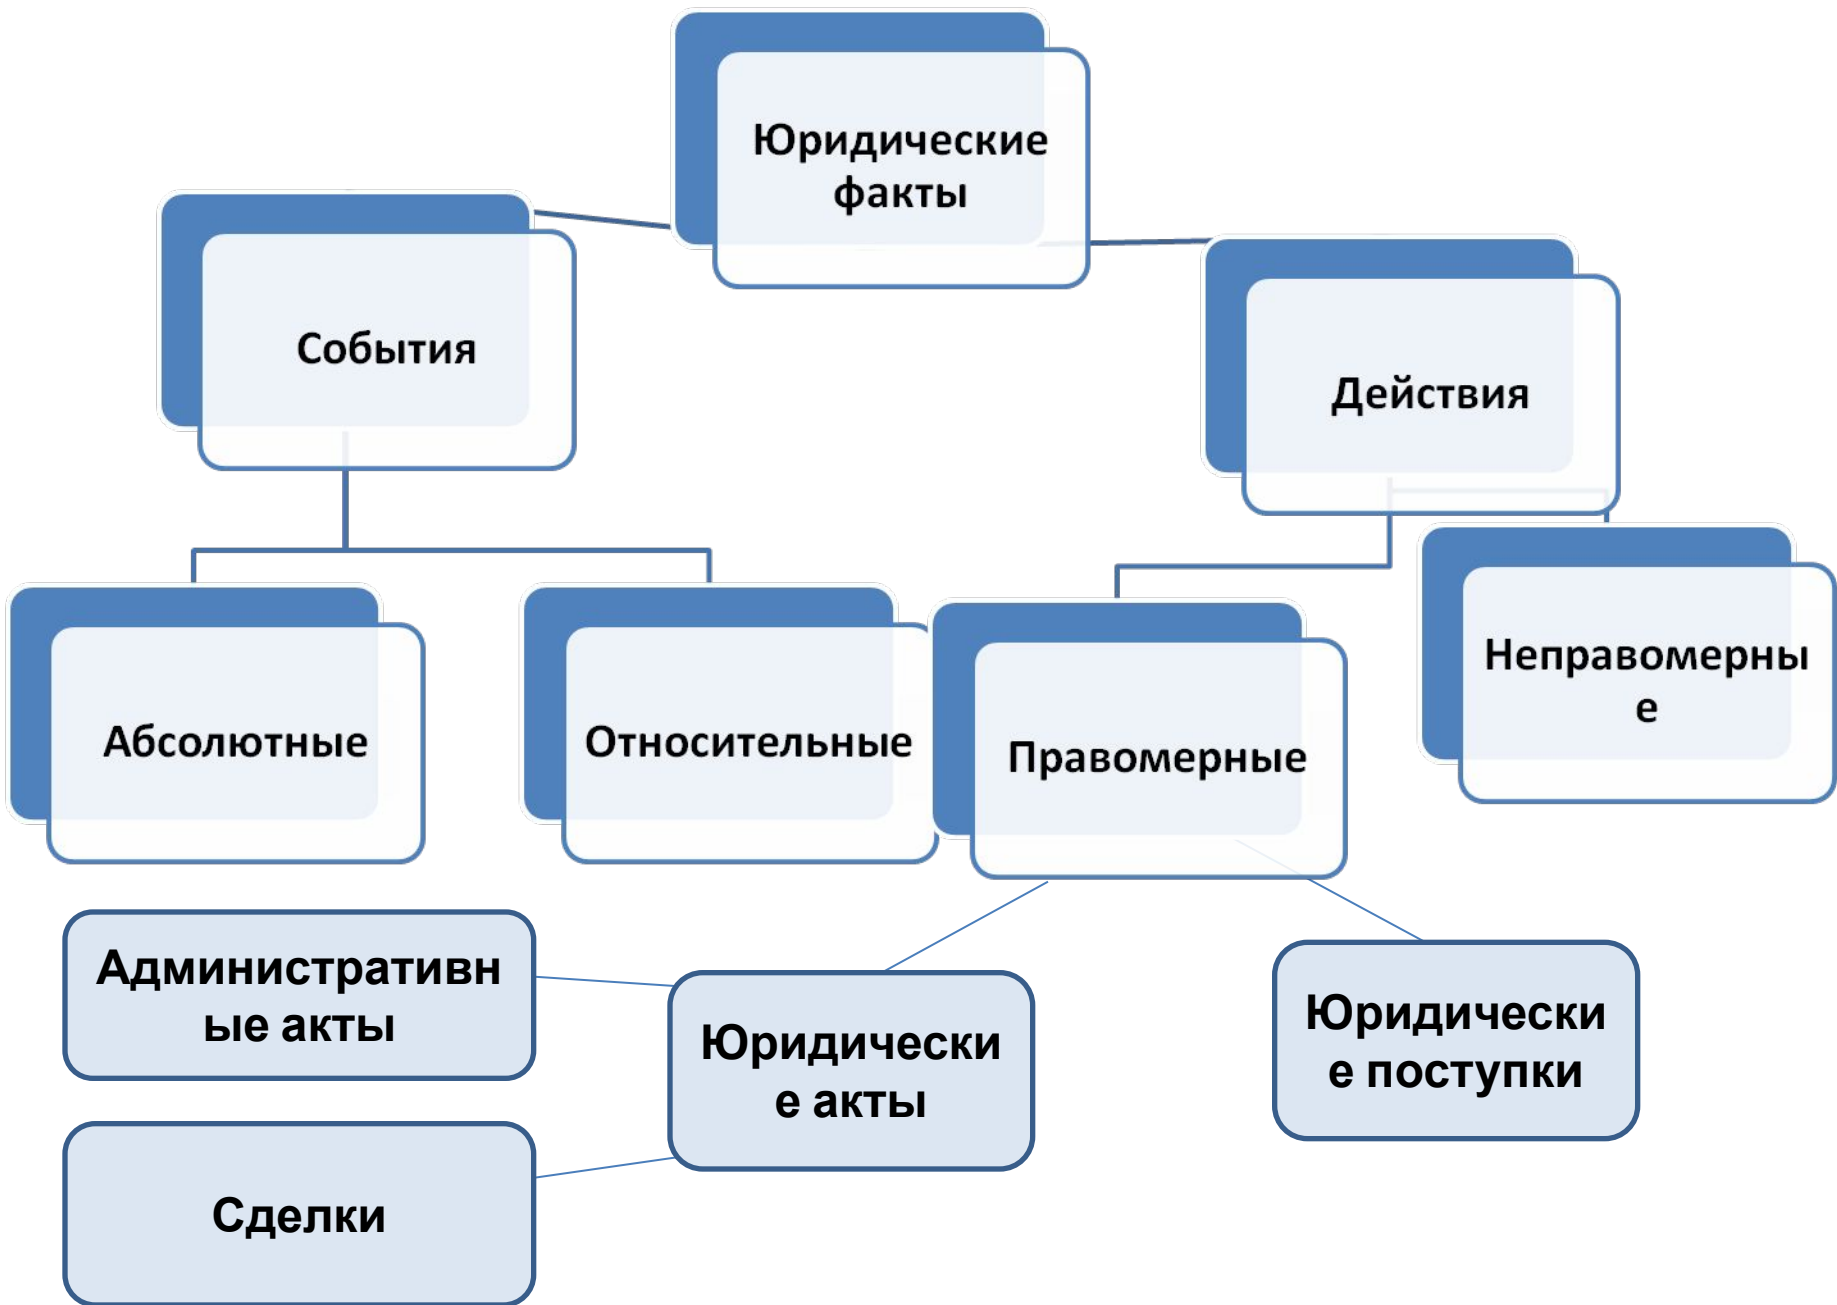 Юридические
факты
События
Действия
Абсолютные
Относительные
Правомерные
Неправомерны
е
Административн
ые акты
Юридически
е акты
Юридически
е поступки
Сделки